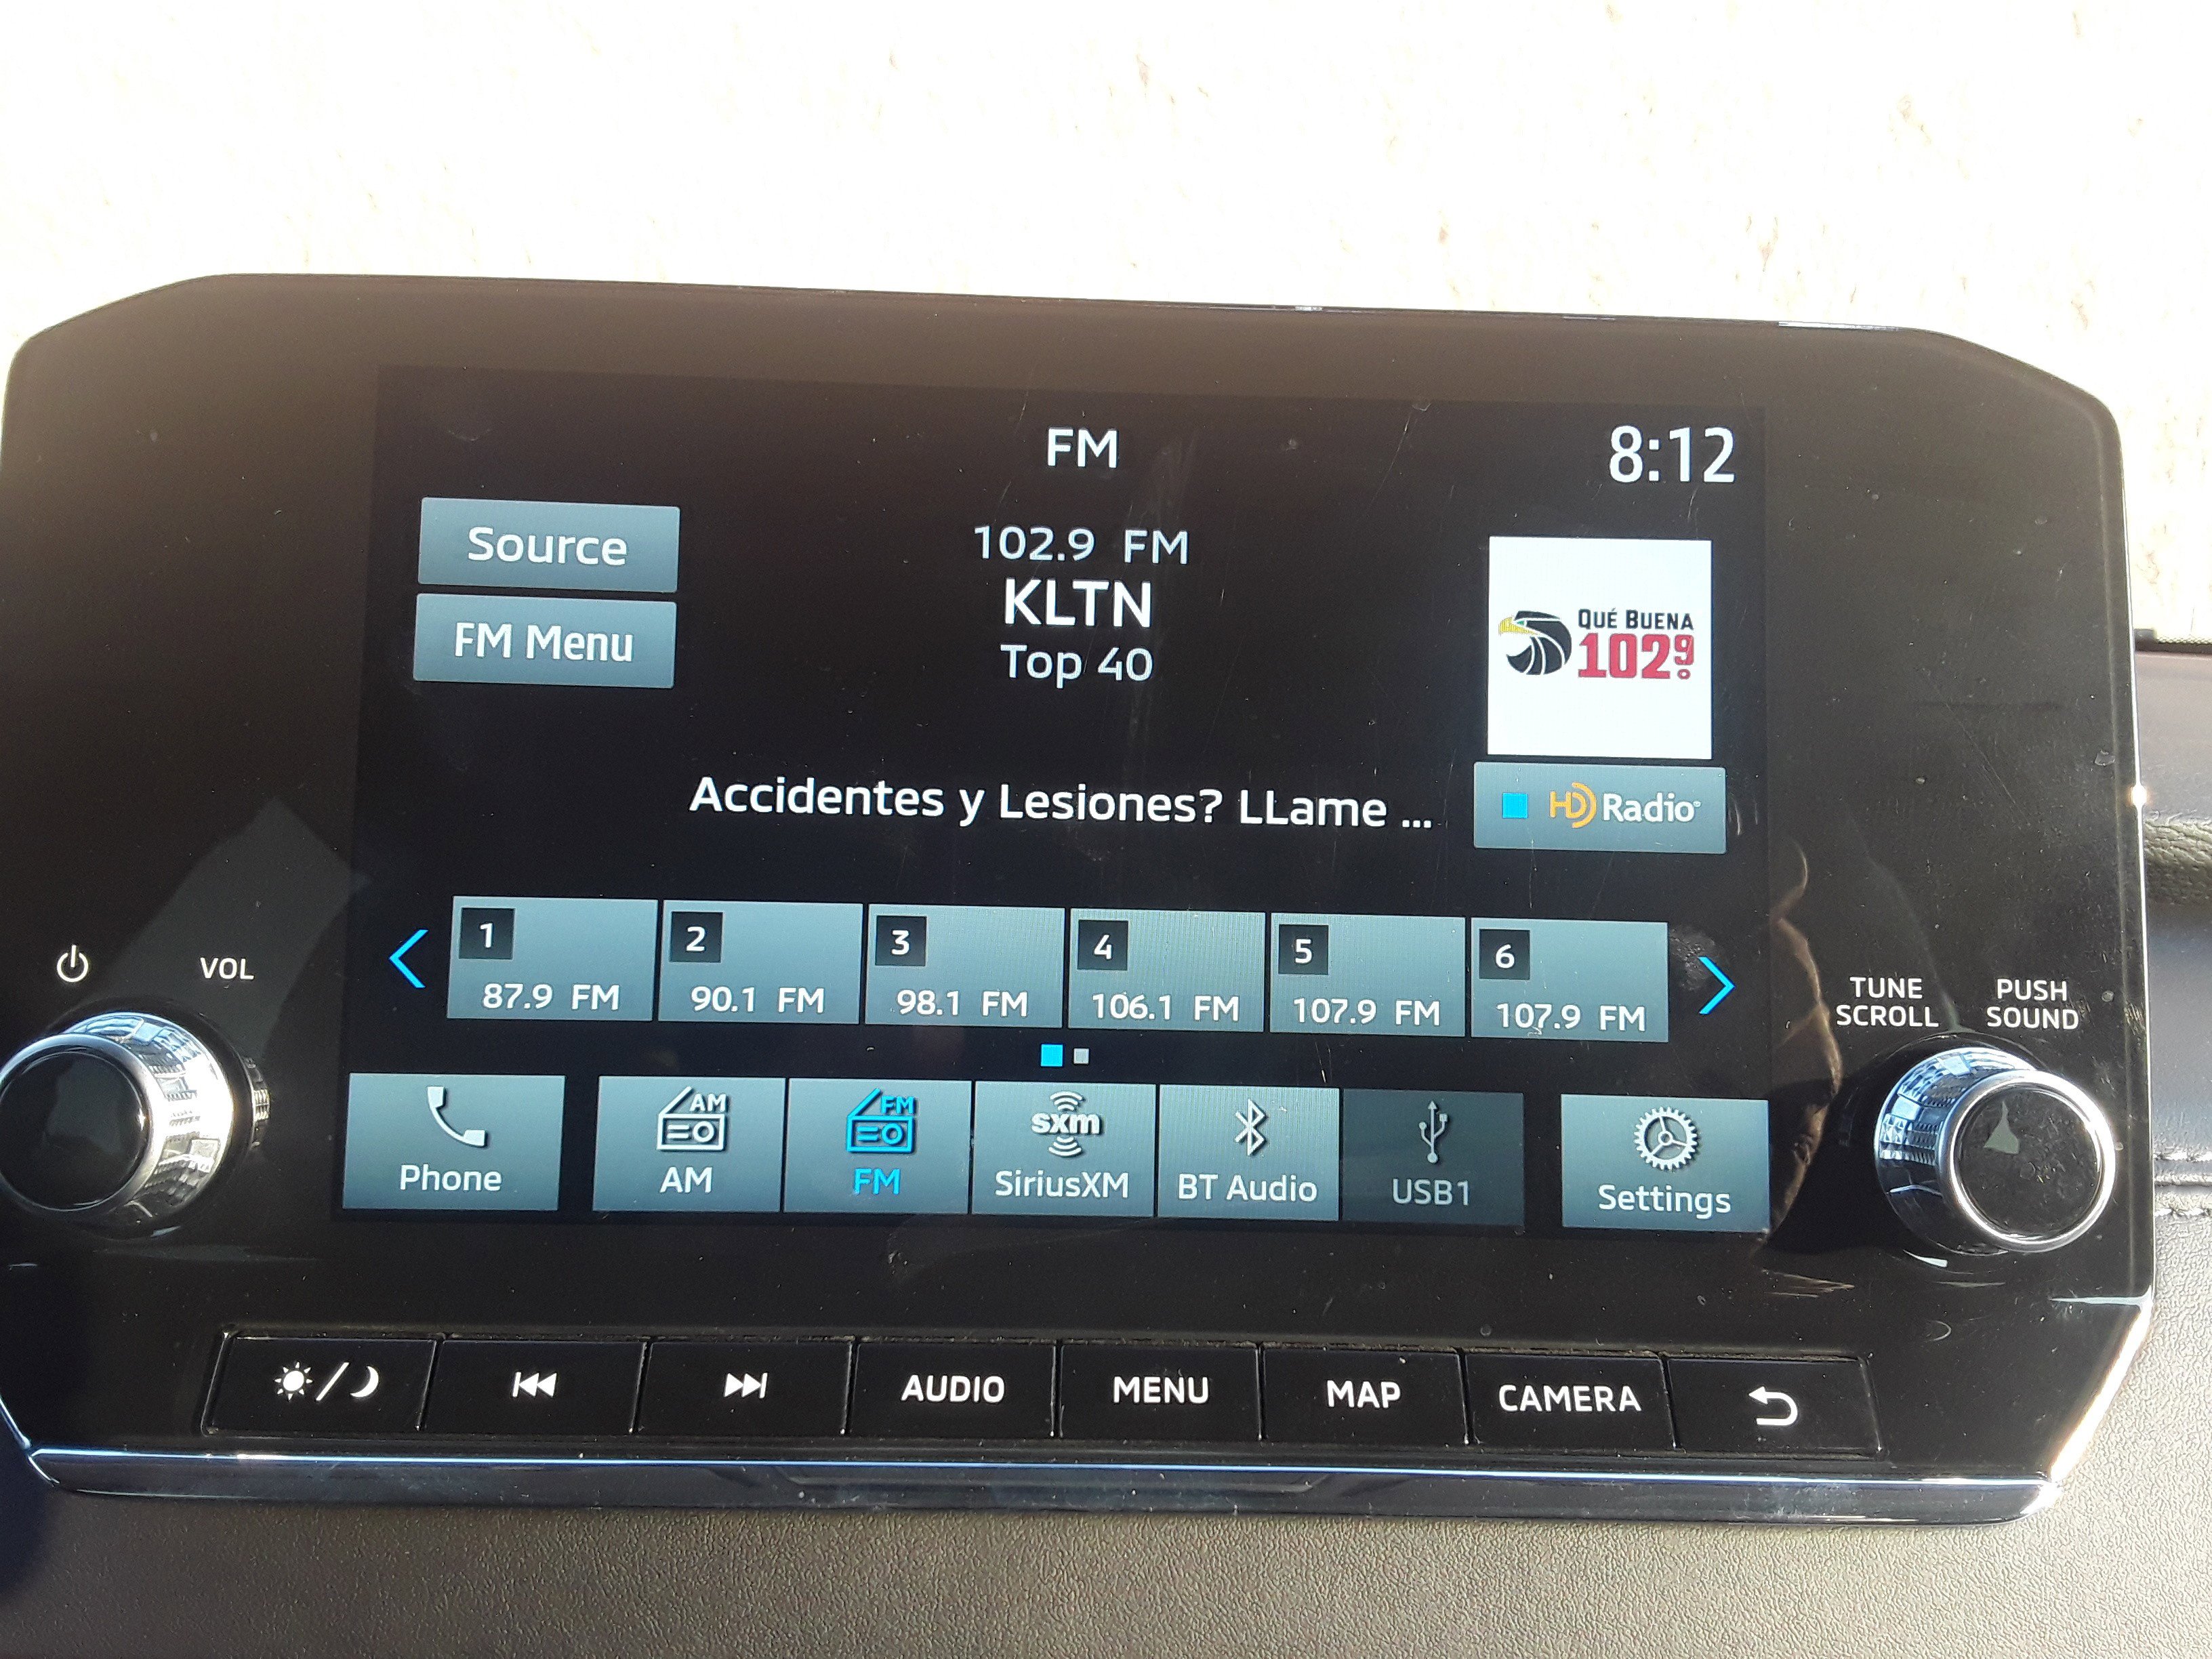 FM
8:12
Source
FM Menu
102.9 FM
KLTN
Top 40
QUÉ BUENA
102.9
Accidentes y Lesiones? LLame ...
HD Radio
1
87.9 FM
2
90.1 FM
3
98.1 FM
4
106.1 FM
5
107.9 FM
6
107.9 FM
VOL
TUNE
SCROLL
PUSH
SOUND
Phone
AM
AM
FM
FM
sxm
SiriusXM
BT Audio
USB1
Settings
AUDIO
MENU
MAP
CAMERA